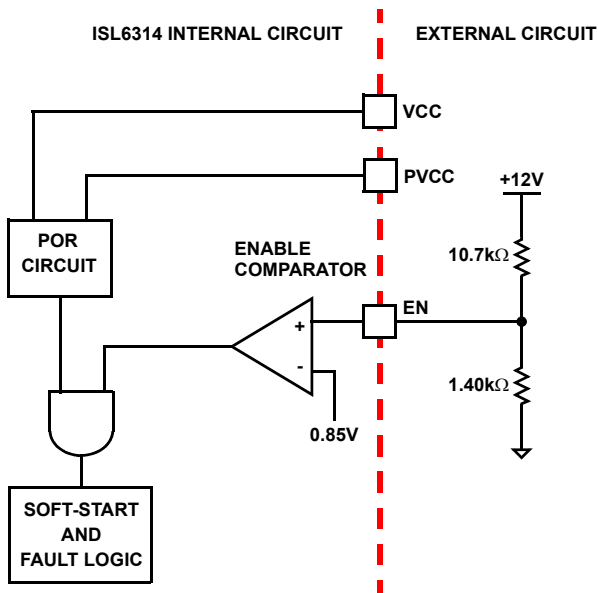 ISL6314 INTERNAL CIRCUIT
EXTERNAL CIRCUIT
VCC
PVCC
+12V
POR
CIRCUIT
ENABLE
COMPARATOR
10.7kΩ
EN
+
-
1.40kΩ
0.85V
SOFT-START
AND
FAULT LOGIC